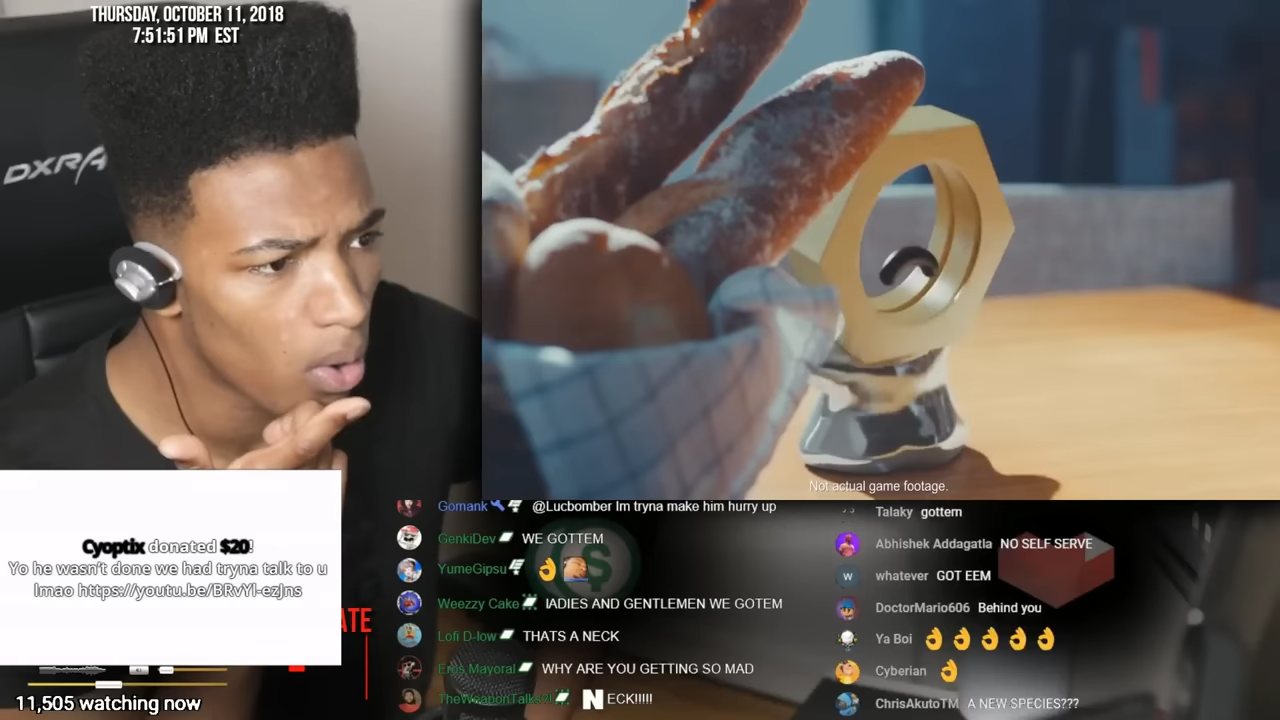 THURSDAY, OCTOBER 11, 2018
7:51:51 PM EST
DXRA
Not actual game footage.
Cyoptix donated $20!
Yo he wasn't done we had tryna talk to u
lmao https://youtu.be/BRvYl-ezJns
ATE
11,505 watching now
Gomank @Lucbomber Im tryna make him hurry up
GenkiDev WE GOTTEM
YumeGipsu 👌
Weezzy Cake lADIES AND GENTLEMEN WE GOTEM
Lofi D-low THATS A NECK
Eros Mayoral WHY ARE YOU GETTING SO MAD
NECK!!!!!
Talaky gottem
Abhishek Addagatla NO SELF SERVE
W whatever GOT EEM
DoctorMario606 Behind you
Ya Boi 👌👌👌👌👌
Cyberian 👌
ChrisAkutoTM A NEW SPECIES???